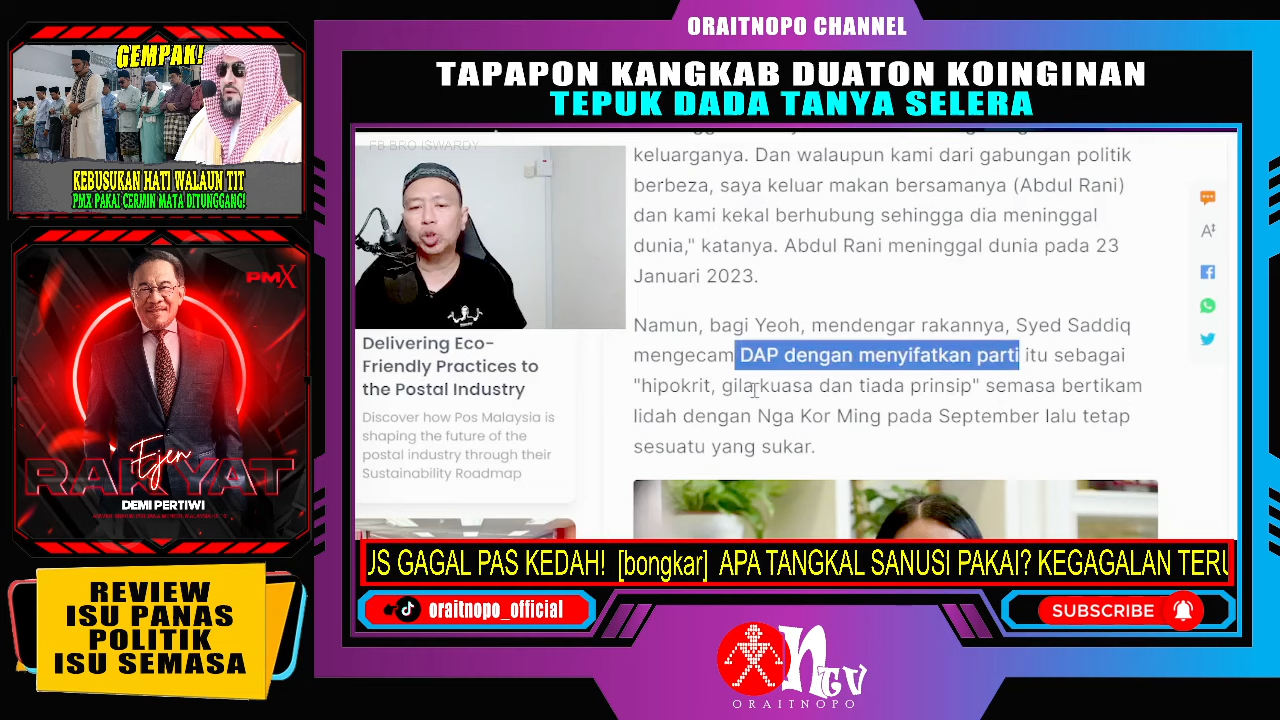 ORAITNOPO CHANNEL
TAPAPON KANGKAB DUATON KOINGINAN
TEPUK DADA TANYA SELERA
GEMPAK!
KEBUSUKAN HATI WALAUN TIT
PMX PAKAI CERMIN MATA DITUNGGANG!
PMX
Ejen
RAKYAT
DEMI PERTIWI
REVIEW
ISU PANAS
POLITIK
ISU SEMASA
FB BRO ISWARDY
Delivering Eco-
Friendly Practices to
the Postal Industry
Discover how Pos Malaysia is
shaping the future of the
postal industry through their
Sustainability Roadmap
keluarganya. Dan walaupun kami dari gabungan politik
berbeza, saya keluar makan bersamanya (Abdul Rani)
dan kami kekal berhubung sehingga dia meninggal
dunia," katanya. Abdul Rani meninggal dunia pada 23
Januari 2023.
Namun, bagi Yeoh, mendengar rakannya, Syed Saddiq
mengecam DAP dengan menyifatkan parti itu sebagai
"hipokrit, gila kuasa dan tiada prinsip" semasa bertikam
lidah dengan Nga Kor Ming pada September lalu tetap
sesuatu yang sukar.
US GAGAL PAS KEDAH! [bongkar] APA TANGKAL SANUSI PAKAI? KEGAGALAN TERU
oraitnopo_official
SUBSCRIBE
ntv
ORAITNOPO